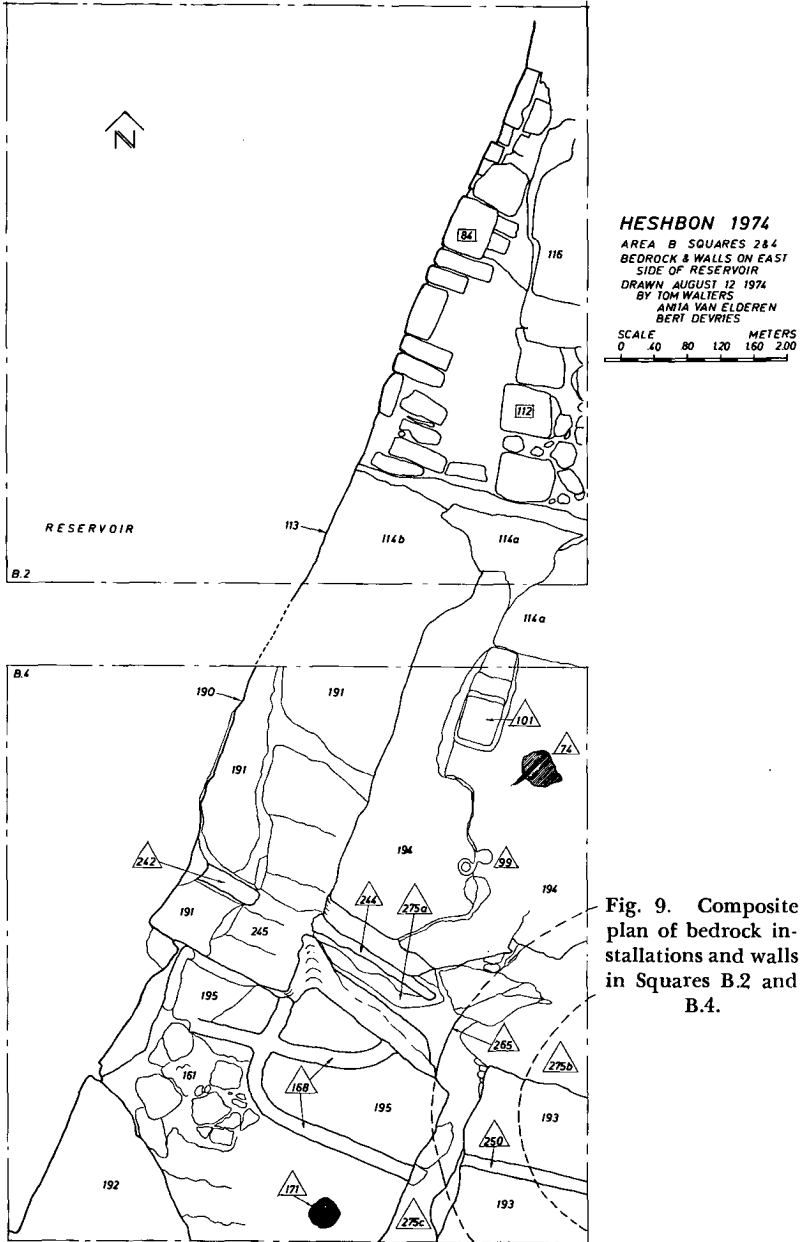 N
84
116
112
HESHBON 1974
AREA B SQUARES 2&4
BEDROCK & WALLS ON EAST
SIDE OF RESERVOIR
DRAWN AUGUST 12 1974
BY TOM WALTERS
ANITA VAN ELDEREN
BERT DEVRIES
SCALE METERS
0 .40 .80 1.20 1.60 2.00
RESERVOIR
113
114b
114a
B.2
114a
B.4
190
191
101
74
191
242
194
99
194
244
275a
191
245
Fig. 9. Composite
plan of bedrock in-
stallations and walls
in Squares B.2 and
B.4.
195
265
275b
161
168
195
193
250
192
171
275c
193